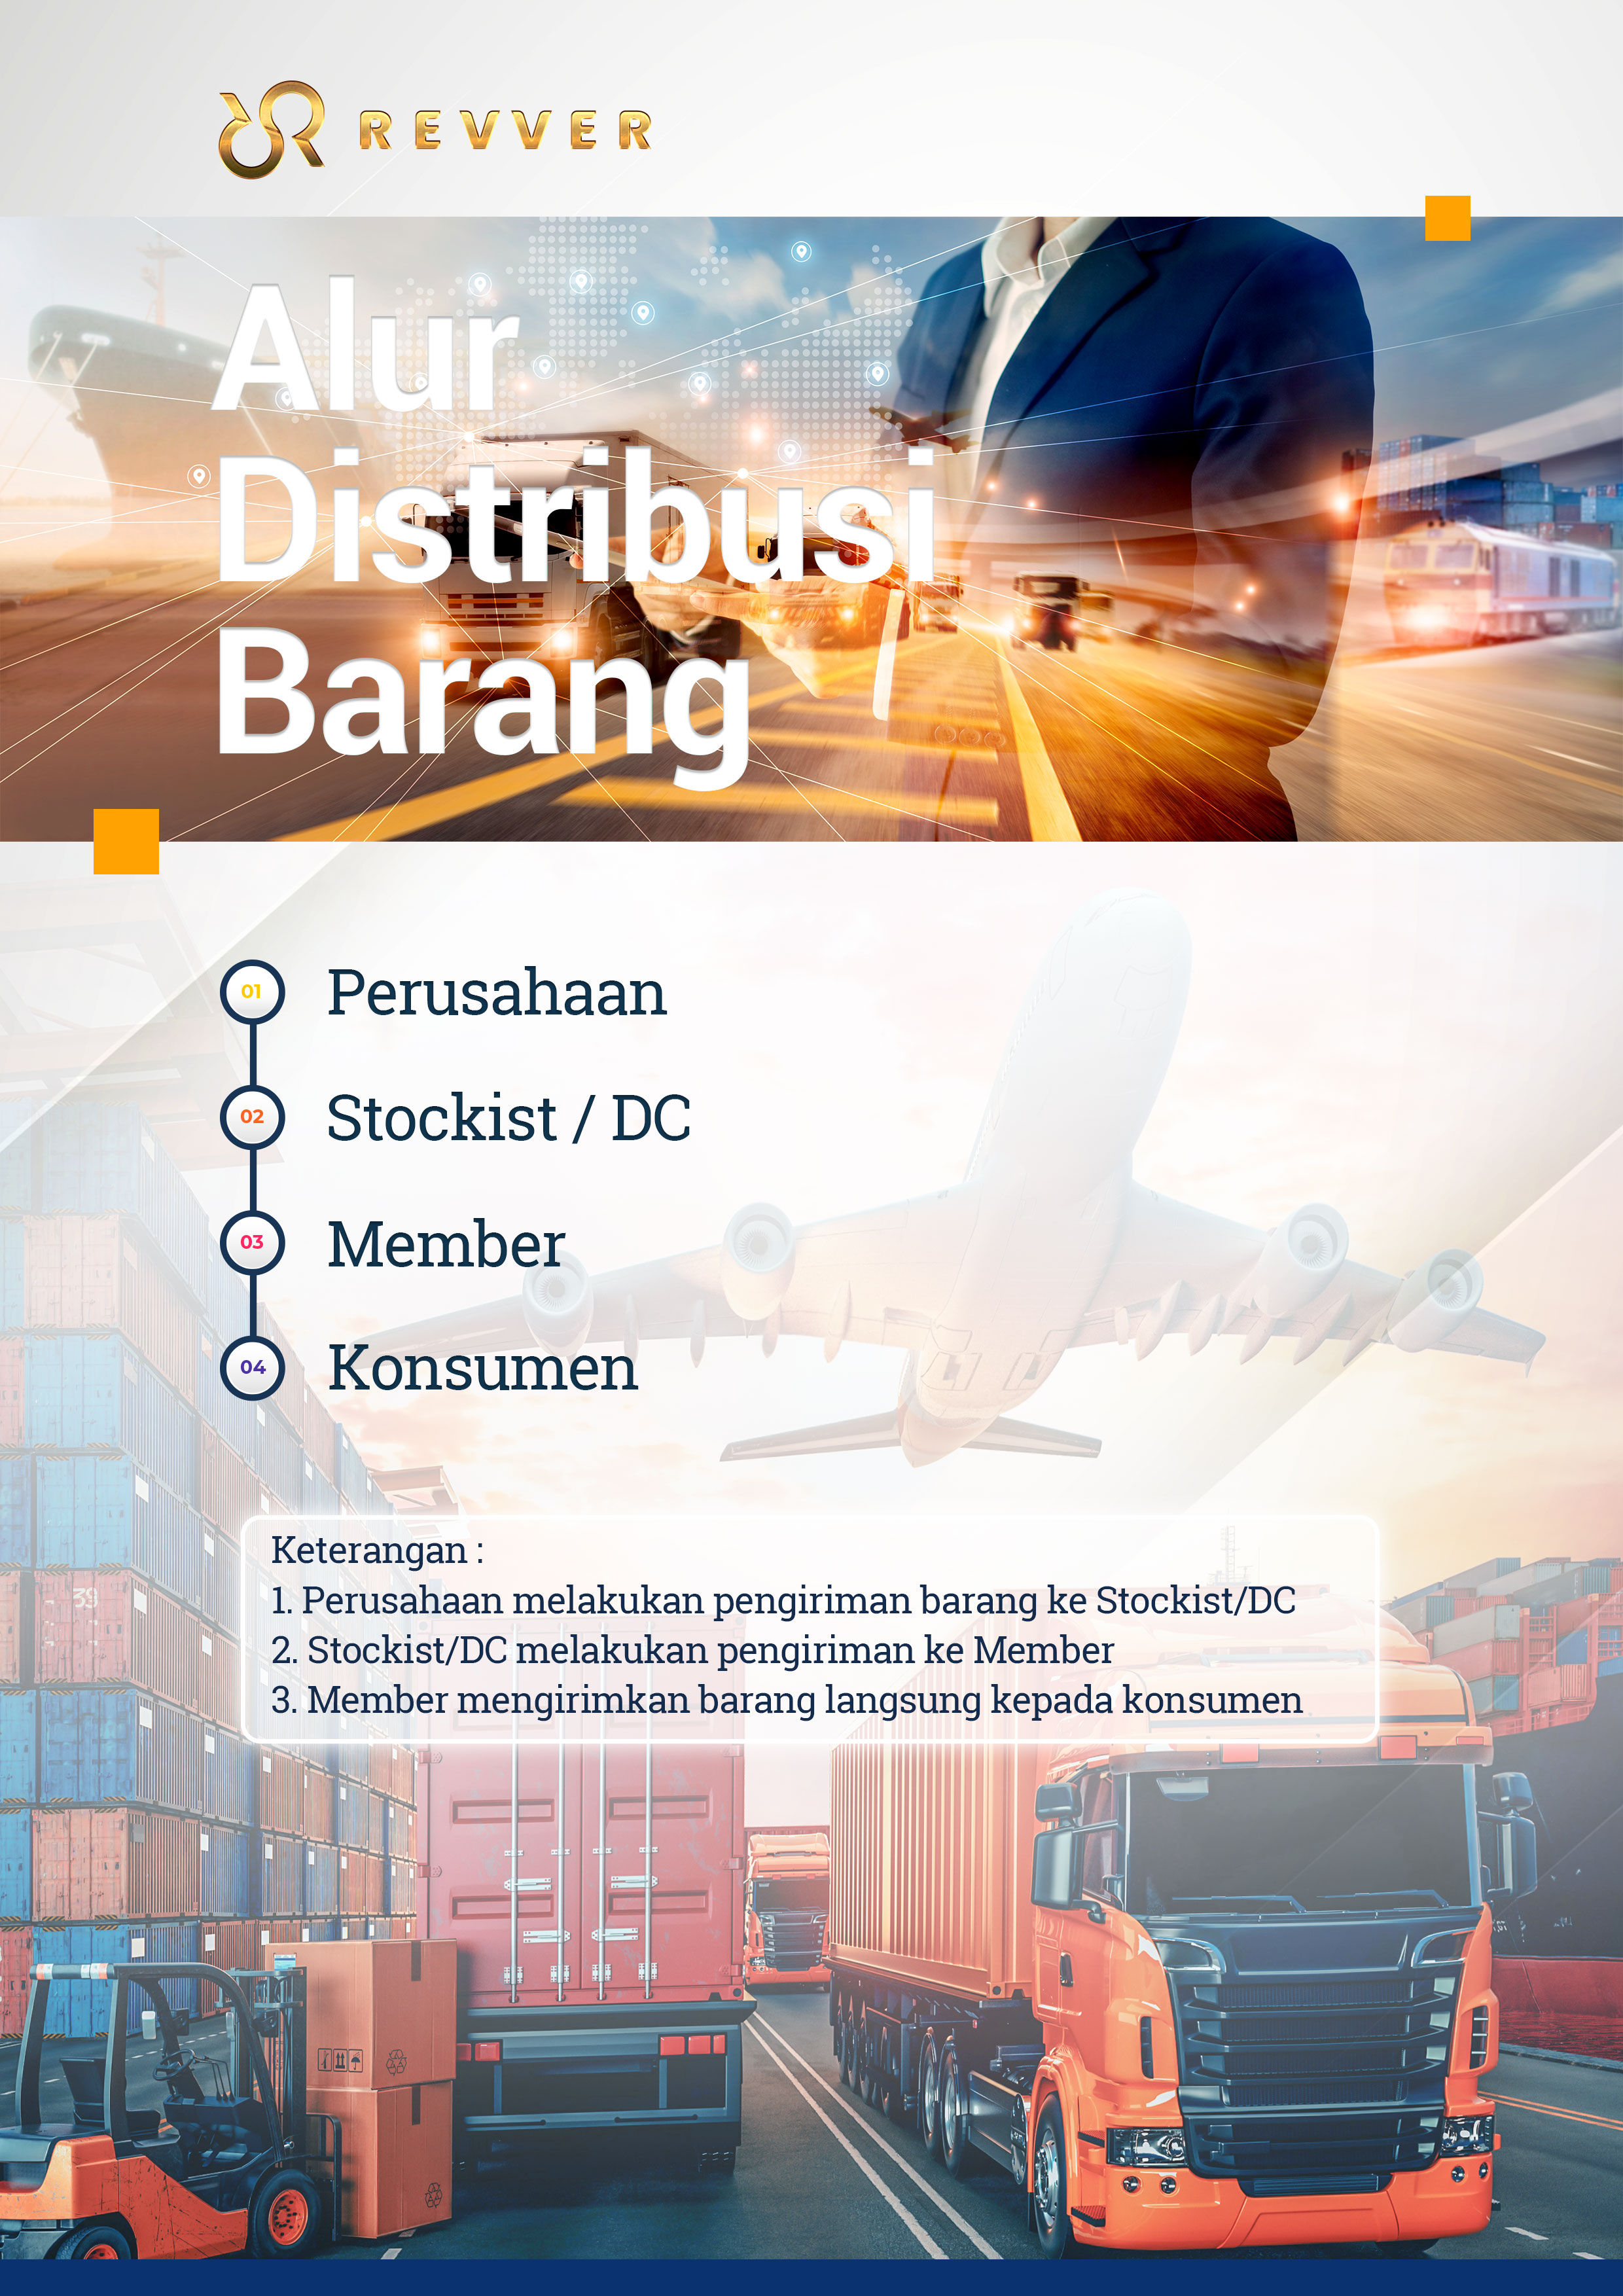 REVVER
Alur
Distribusi
Barang
01 Perusahaan
02 Stockist / DC
03 Member
04 Konsumen
Keterangan :
1. Perusahaan melakukan pengiriman barang ke Stockist/DC
2. Stockist/DC melakukan pengiriman ke Member
3. Member mengirimkan barang langsung kepada konsumen
39